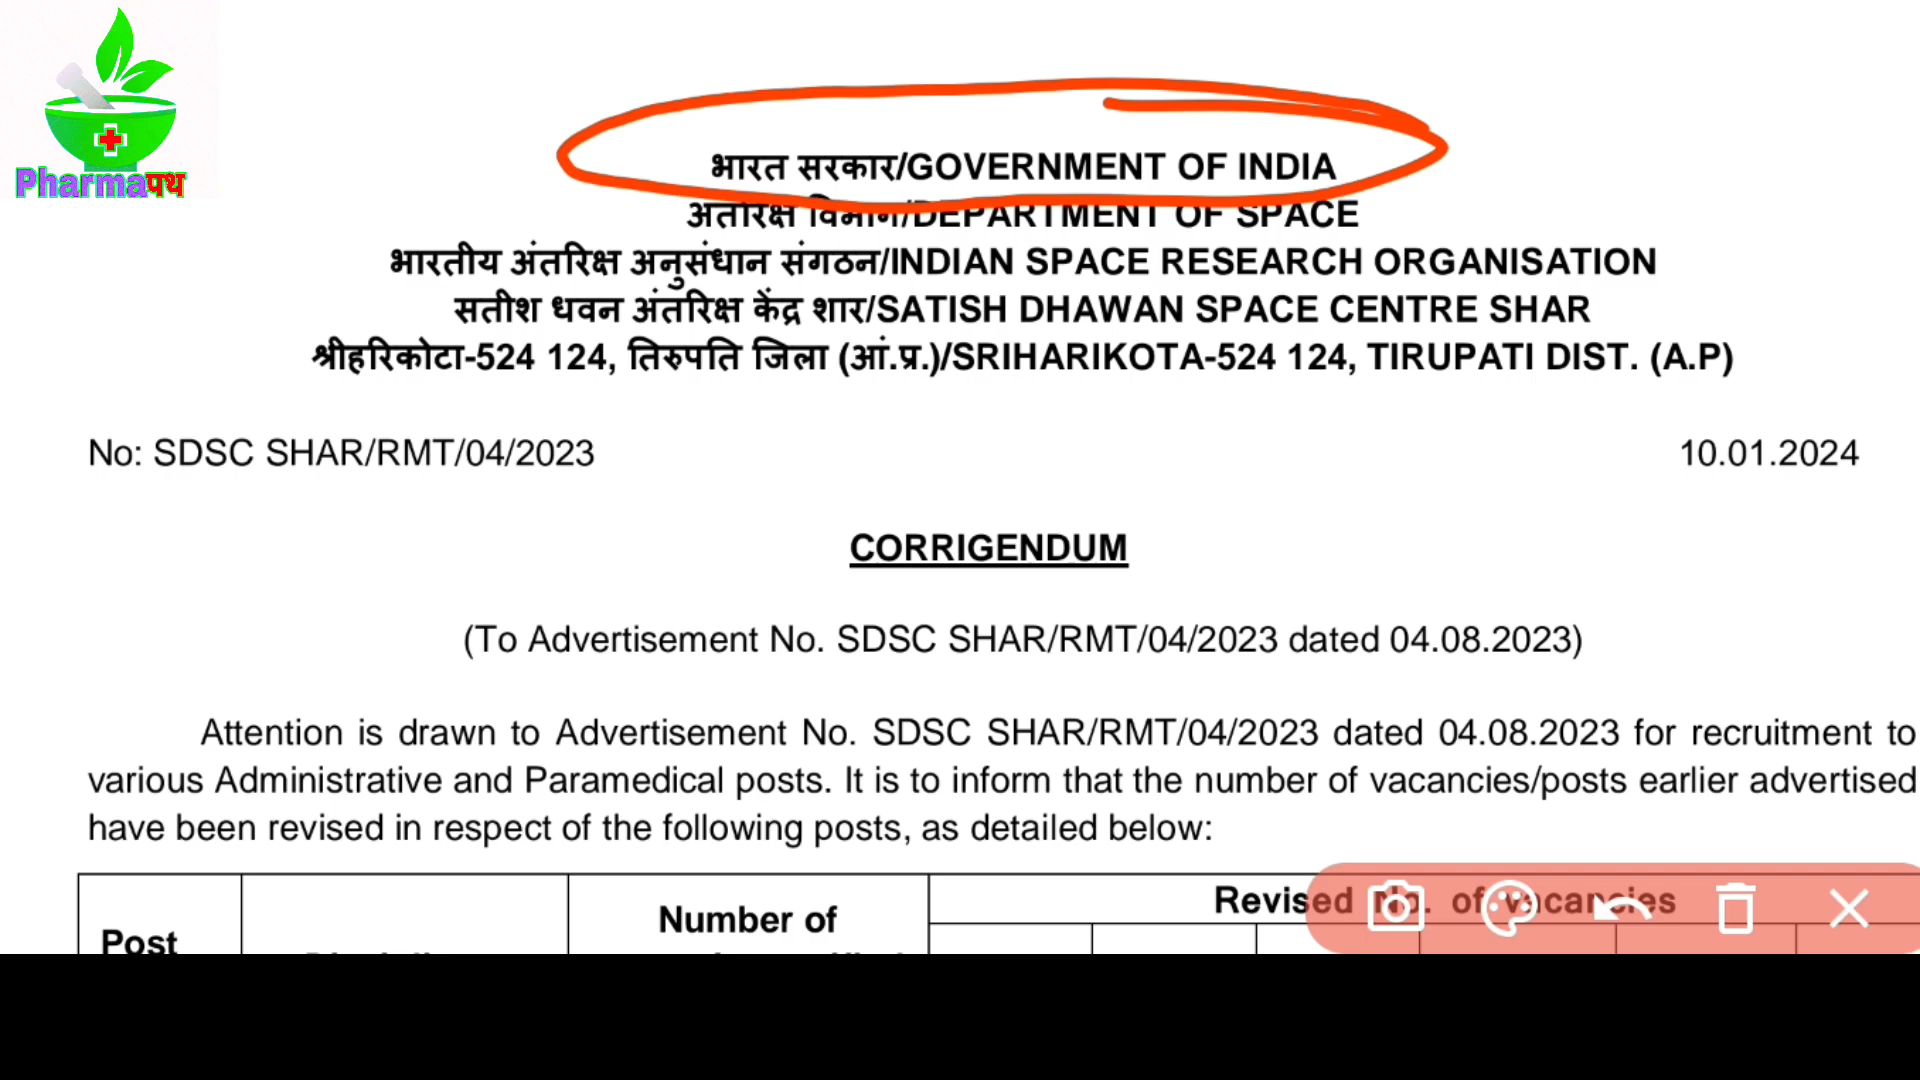 Pharmaपथ
भारत सरकार/GOVERNMENT OF INDIA
अंतरिक्ष विभाग/DEPARTMENT OF SPACE
भारतीय अंतरिक्ष अनुसंधान संगठन/INDIAN SPACE RESEARCH ORGANISATION
सतीश धवन अंतरिक्ष केंद्र शार/SATISH DHAWAN SPACE CENTRE SHAR
श्रीहरिकोटा-524 124, तिरुपति जिला (आं.प्र.)/SRIHARIKOTA-524 124, TIRUPATI DIST. (A.P)
No: SDSC SHAR/RMT/04/2023 10.01.2024
CORRIGENDUM
(To Advertisement No. SDSC SHAR/RMT/04/2023 dated 04.08.2023)
Attention is drawn to Advertisement No. SDSC SHAR/RMT/04/2023 dated 04.08.2023 for recruitment to
various Administrative and Paramedical posts. It is to inform that the number of vacancies/posts earlier advertised
have been revised in respect of the following posts, as detailed below:
Revised No. of vacancies
Number of
Post